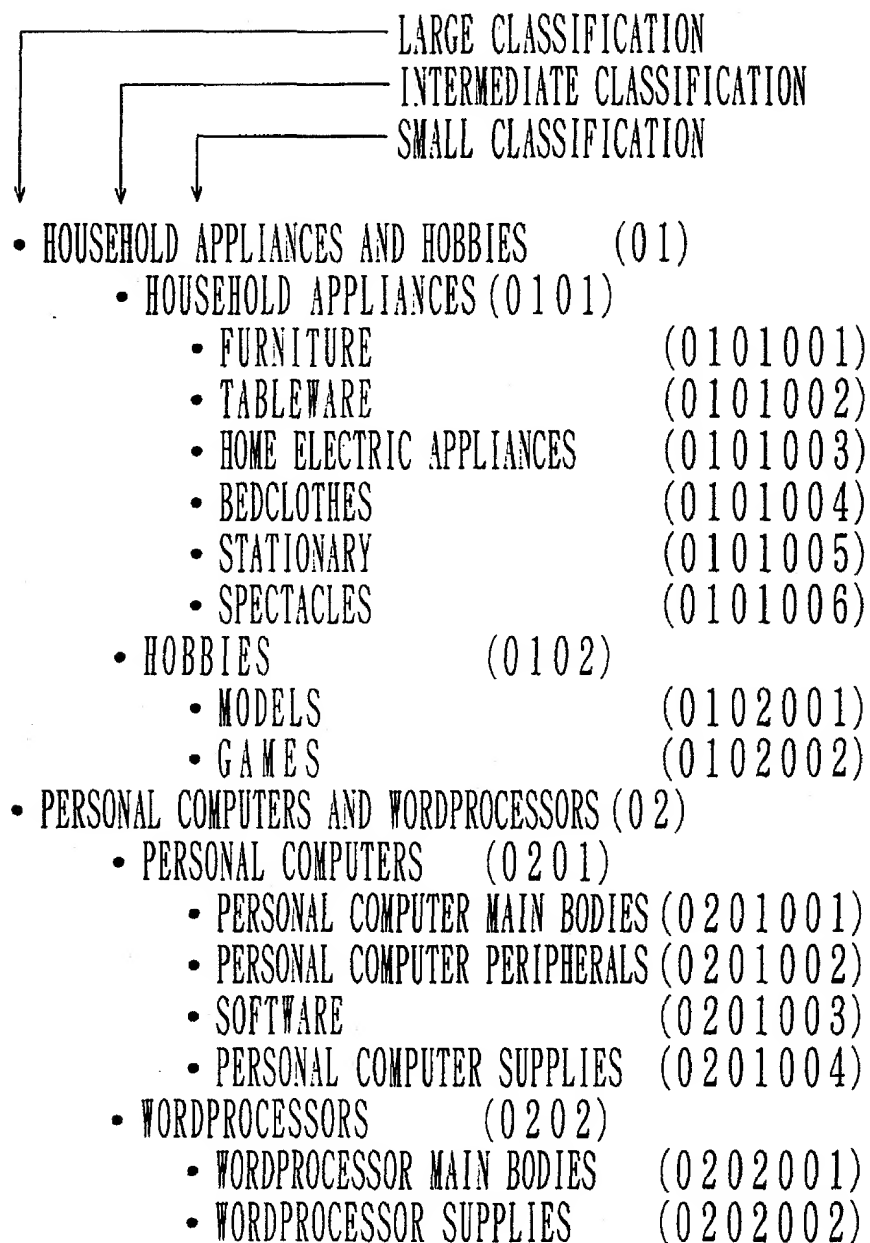 LARGE CLASSIFICATION
INTERMEDIATE CLASSIFICATION
SMALL CLASSIFICATION
• HOUSEHOLD APPLIANCES AND HOBBIES (01)
• HOUSEHOLD APPLIANCES (0101)
• FURNITURE (0101001)
• TABLEWARE (0101002)
• HOME ELECTRIC APPLIANCES (0101003)
• BEDCLOTHES (0101004)
• STATIONARY (0101005)
• SPECTACLES (0101006)
• HOBBIES (0102)
• MODELS (0102001)
• GAMES (0102002)
• PERSONAL COMPUTERS AND WORDPROCESSORS (02)
• PERSONAL COMPUTERS (0201)
• PERSONAL COMPUTER MAIN BODIES (0201001)
• PERSONAL COMPUTER PERIPHERALS (0201002)
• SOFTWARE (0201003)
• PERSONAL COMPUTER SUPPLIES (0201004)
• WORDPROCESSORS (0202)
• WORDPROCESSOR MAIN BODIES (0202001)
• WORDPROCESSOR SUPPLIES (0202002)